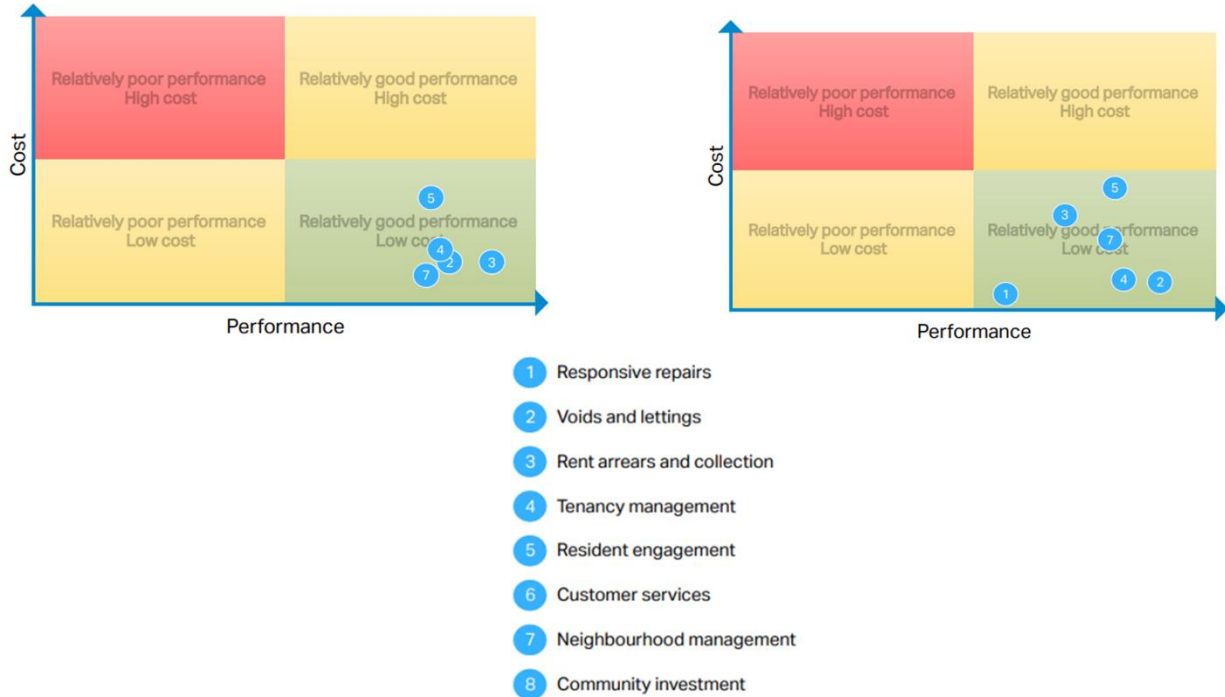 Cost
Relatively poor performance
High cost
Relatively good performance
High cost
Relatively poor performance
Low cost
Relatively good performance
Low cost
5
4
2
3
7
Performance
Cost
Relatively poor performance
High cost
Relatively good performance
High cost
Relatively poor performance
Low cost
Relatively good performance
Low cost
5
3
7
4
2
1
Performance
1 Responsive repairs
2 Voids and lettings
3 Rent arrears and collection
4 Tenancy management
5 Resident engagement
6 Customer services
7 Neighbourhood management
8 Community investment